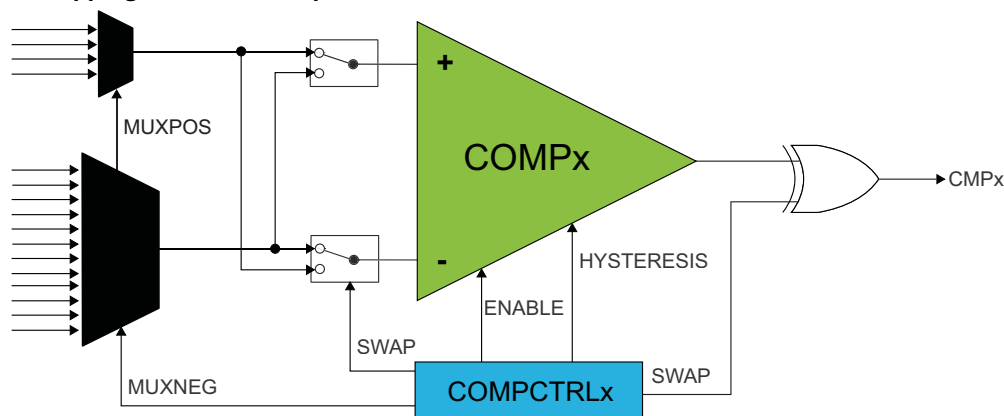 MUXPOS
+
COMPx
CMPx
-
HYSTERESIS
ENABLE
SWAP
SWAP
MUXNEG
COMPCTRLx